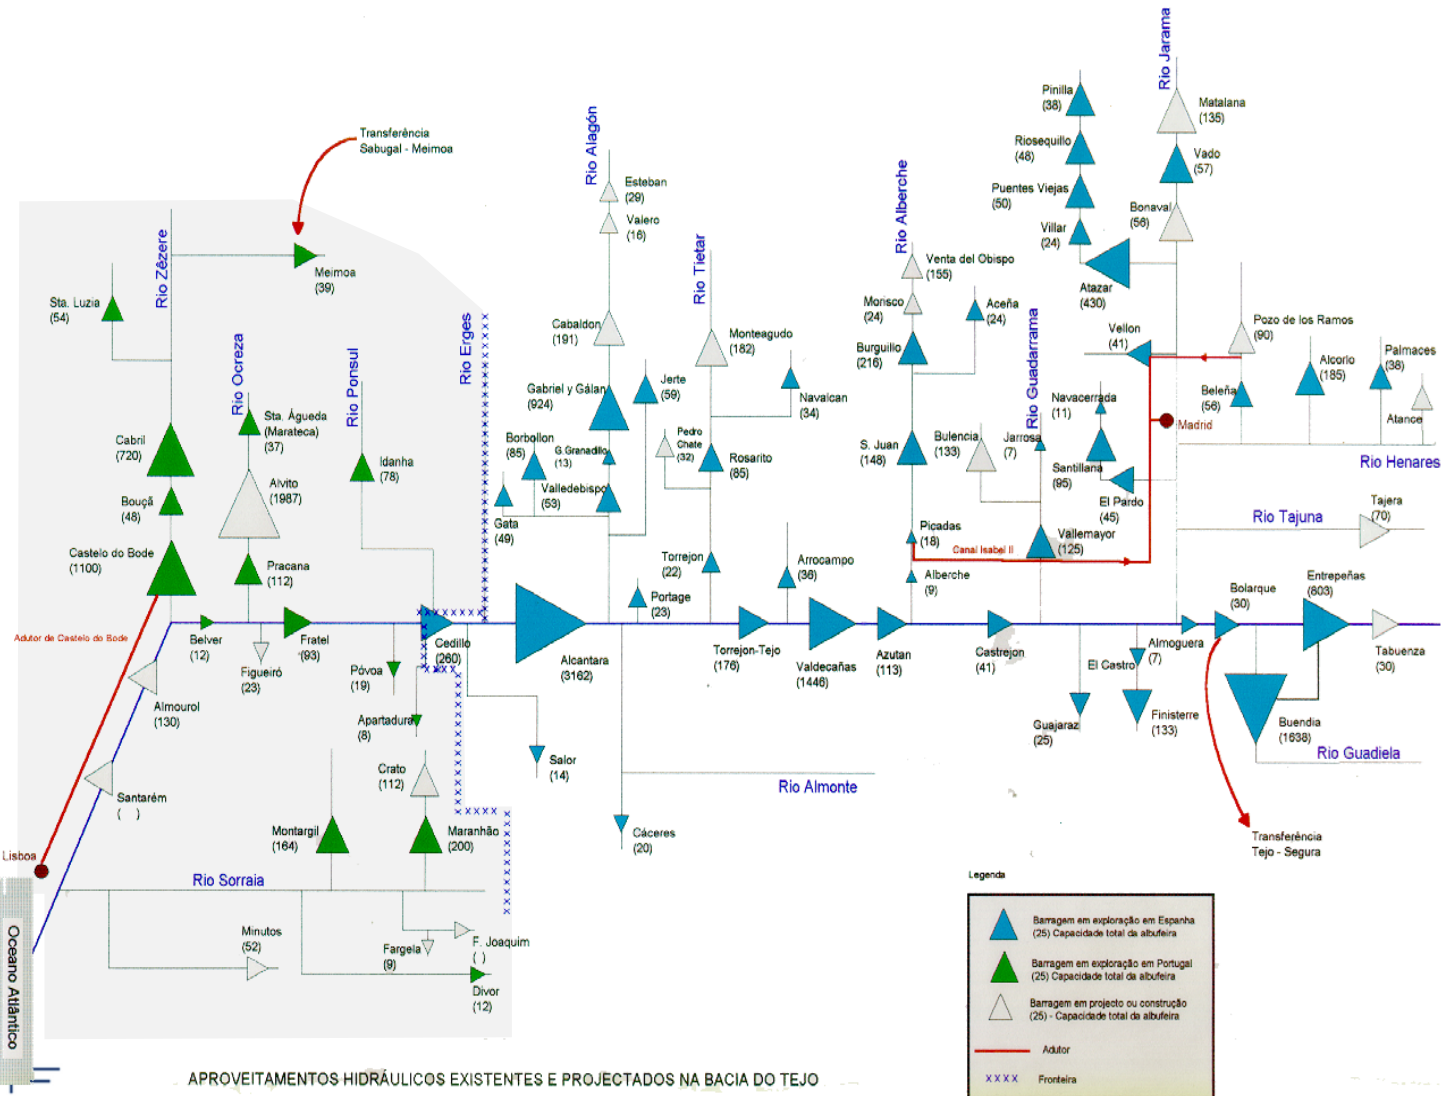 Rio Jarama
Pinilla
(38)
Matalana
(135)
Riosequillo
(48)
Vado
(57)
Puentes Viejas
(50)
Bonaval
(56)
Villar
(24)
Atazar
(430)
Transferência
Sabugal - Meimoa
Rio Alagón
Esteban
(29)
Valero
(16)
Rio Alberche
Venta del Obispo
(155)
Morisco
(24)
Aceña
(24)
Burguillo
(216)
Rio Zêzere
Meimoa
(39)
Sta. Luzia
(54)
Rio Tietar
Rio Erges
Cabaldon
(191)
Monteagudo
(182)
Rio Guadarrama
Vellon
(41)
Pozo de los Ramos
(90)
Alcorlo
(185)
Palmaces
(38)
Beleña
(56)
Atance
Rio Henares
Rio Ocreza
Rio Ponsul
Gabriel y Gálan
(924)
Jerte
(59)
Navalcan
(34)
Navacerrada
(11)
Madrid
Sta. Águeda
(Marateca)
(37)
Cabril
(720)
Idanha
(78)
Borbollon
(85)
G.Granadillo
(13)
Pedro
Chate
(32)
Rosarito
(85)
S. Juan
(148)
Bulencia
(133)
Jarrosa
(7)
Santillana
(95)
El Pardo
(45)
Alvito
(1987)
Bouçã
(48)
Valledebispo
(53)
Gata
(49)
Rio Tajuna
Tajera
(70)
Picadas
(18)
Canal Isabel II
Vallemayor
(125)
Castelo do Bode
(1100)
Pracana
(112)
Torrejon
(22)
Arrocampo
(36)
Alberche
(9)
Bolarque
(30)
Entrepeñas
(803)
Portage
(23)
Adutor de Castelo do Bode
Belver
(12)
Fratel
(93)
Cedillo
(260)
Alcantara
(3162)
Torrejon-Tejo
(176)
Valdecañas
(1446)
Azutan
(113)
Castrejon
(41)
Almoguera
(7)
Tabuenza
(30)
Figueiró
(23)
Póvoa
(19)
El Castro
Almourol
(130)
Apartadura
(8)
Guajaraz
(25)
Finisterre
(133)
Buendia
(1638)
Rio Guadiela
Salor
(14)
Rio Almonte
Crato
(112)
Santarém
( )
Montargil
(164)
Maranhão
(200)
Cáceres
(20)
Transferência
Tejo - Segura
Lisboa
Rio Sorraia
Minutos
(52)
Fargela
(9)
F. Joaquim
( )
Divor
(12)
Oceano Atlântico
Legenda
Barragem em exploração em Espanha
(25) Capacidade total da albufeira
Barragem em exploração em Portugal
(25) Capacidade total da albufeira
Barragem em projecto ou construção
(25) - Capacidade total da albufeira
Adutor
XXXX Fronteira
APROVEITAMENTOS HIDRÁULICOS EXISTENTES E PROJECTADOS NA BACIA DO TEJO